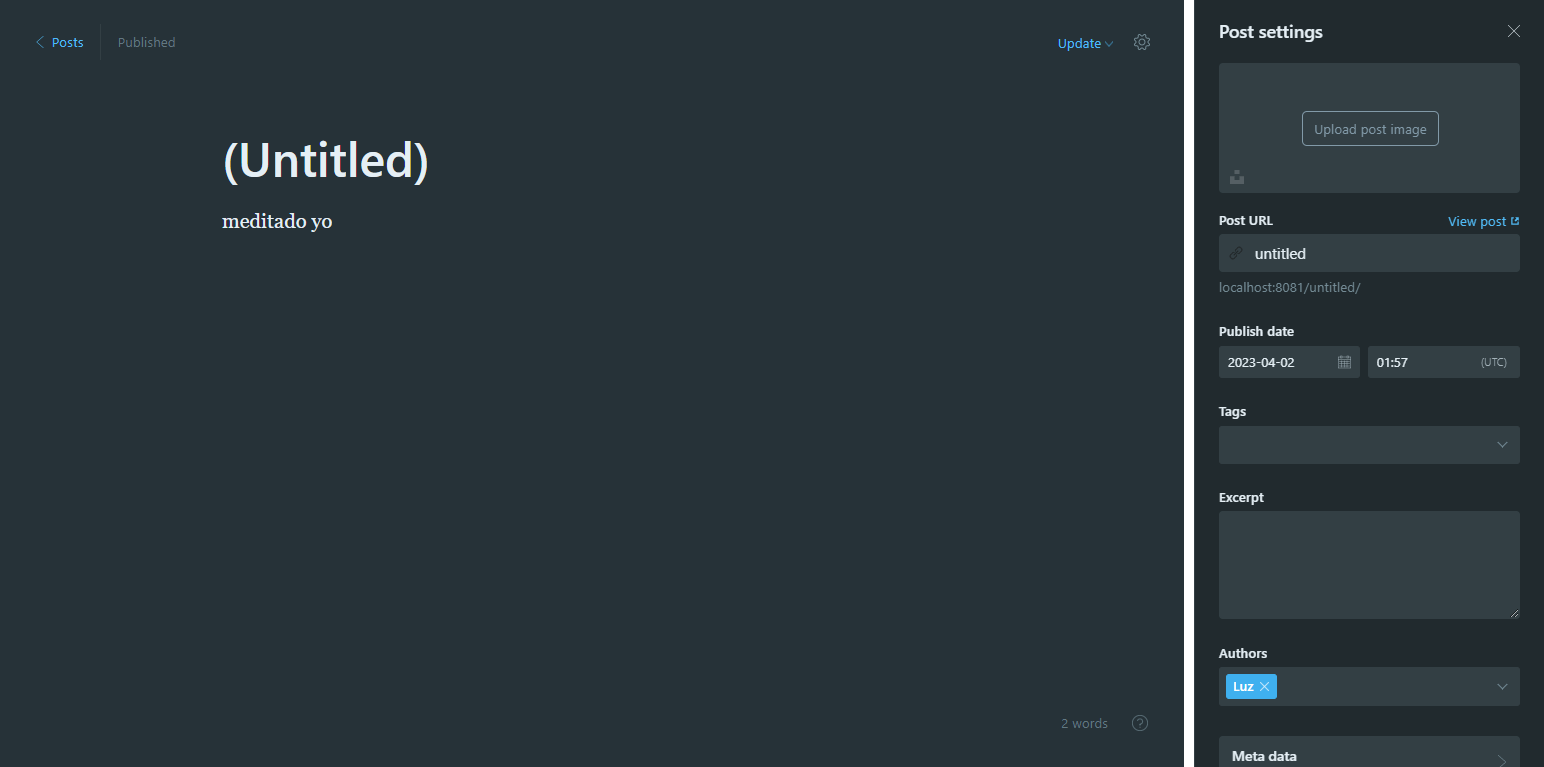 Posts
Published
Update
(Untitled)
meditado yo
2 words
?
Post settings
Upload post image
Post URL
View post
untitled
localhost:8081/untitled/
Publish date
2023-04-02
01:57
(UTC)
Tags
Excerpt
Authors
Luz
Meta data